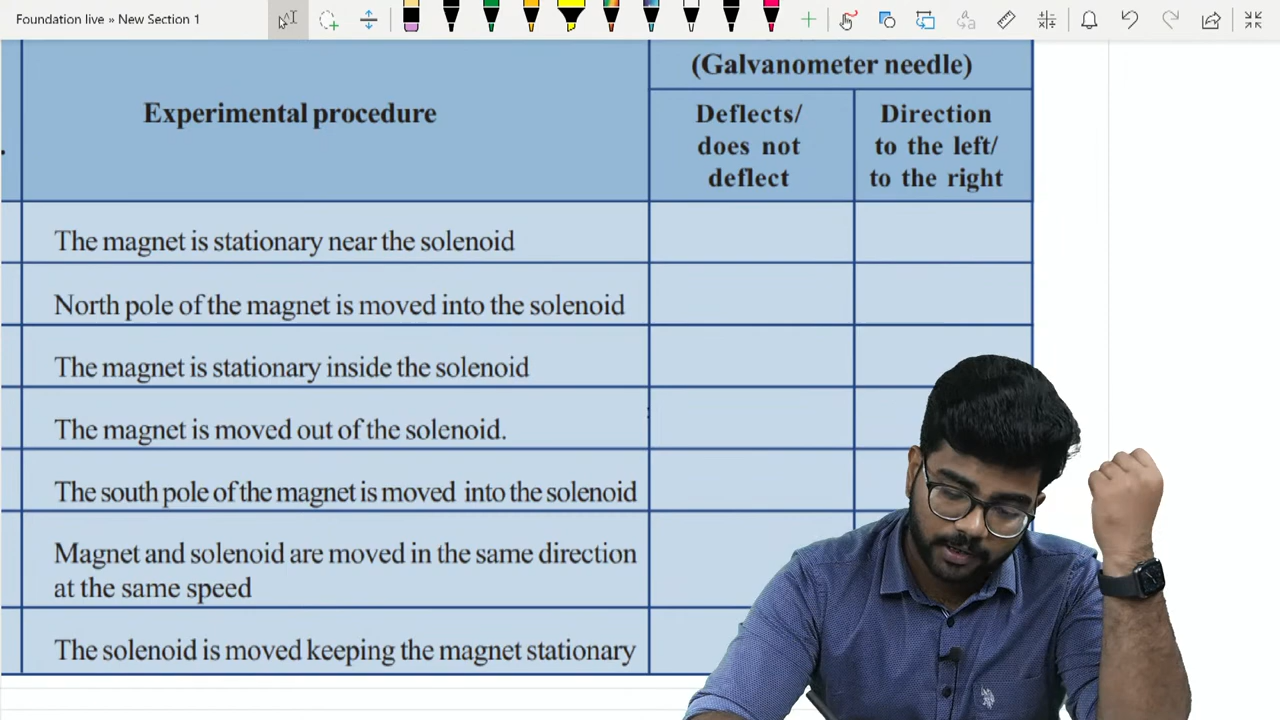 Foundation live » New Section 1
(Galvanometer needle)
Experimental procedure
Deflects/
does not
deflect
Direction
to the left/
to the right
The magnet is stationary near the solenoid
North pole of the magnet is moved into the solenoid
The magnet is stationary inside the solenoid
The magnet is moved out of the solenoid.
The south pole of the magnet is moved into the solenoid
Magnet and solenoid are moved in the same direction
at the same speed
The solenoid is moved keeping the magnet stationary